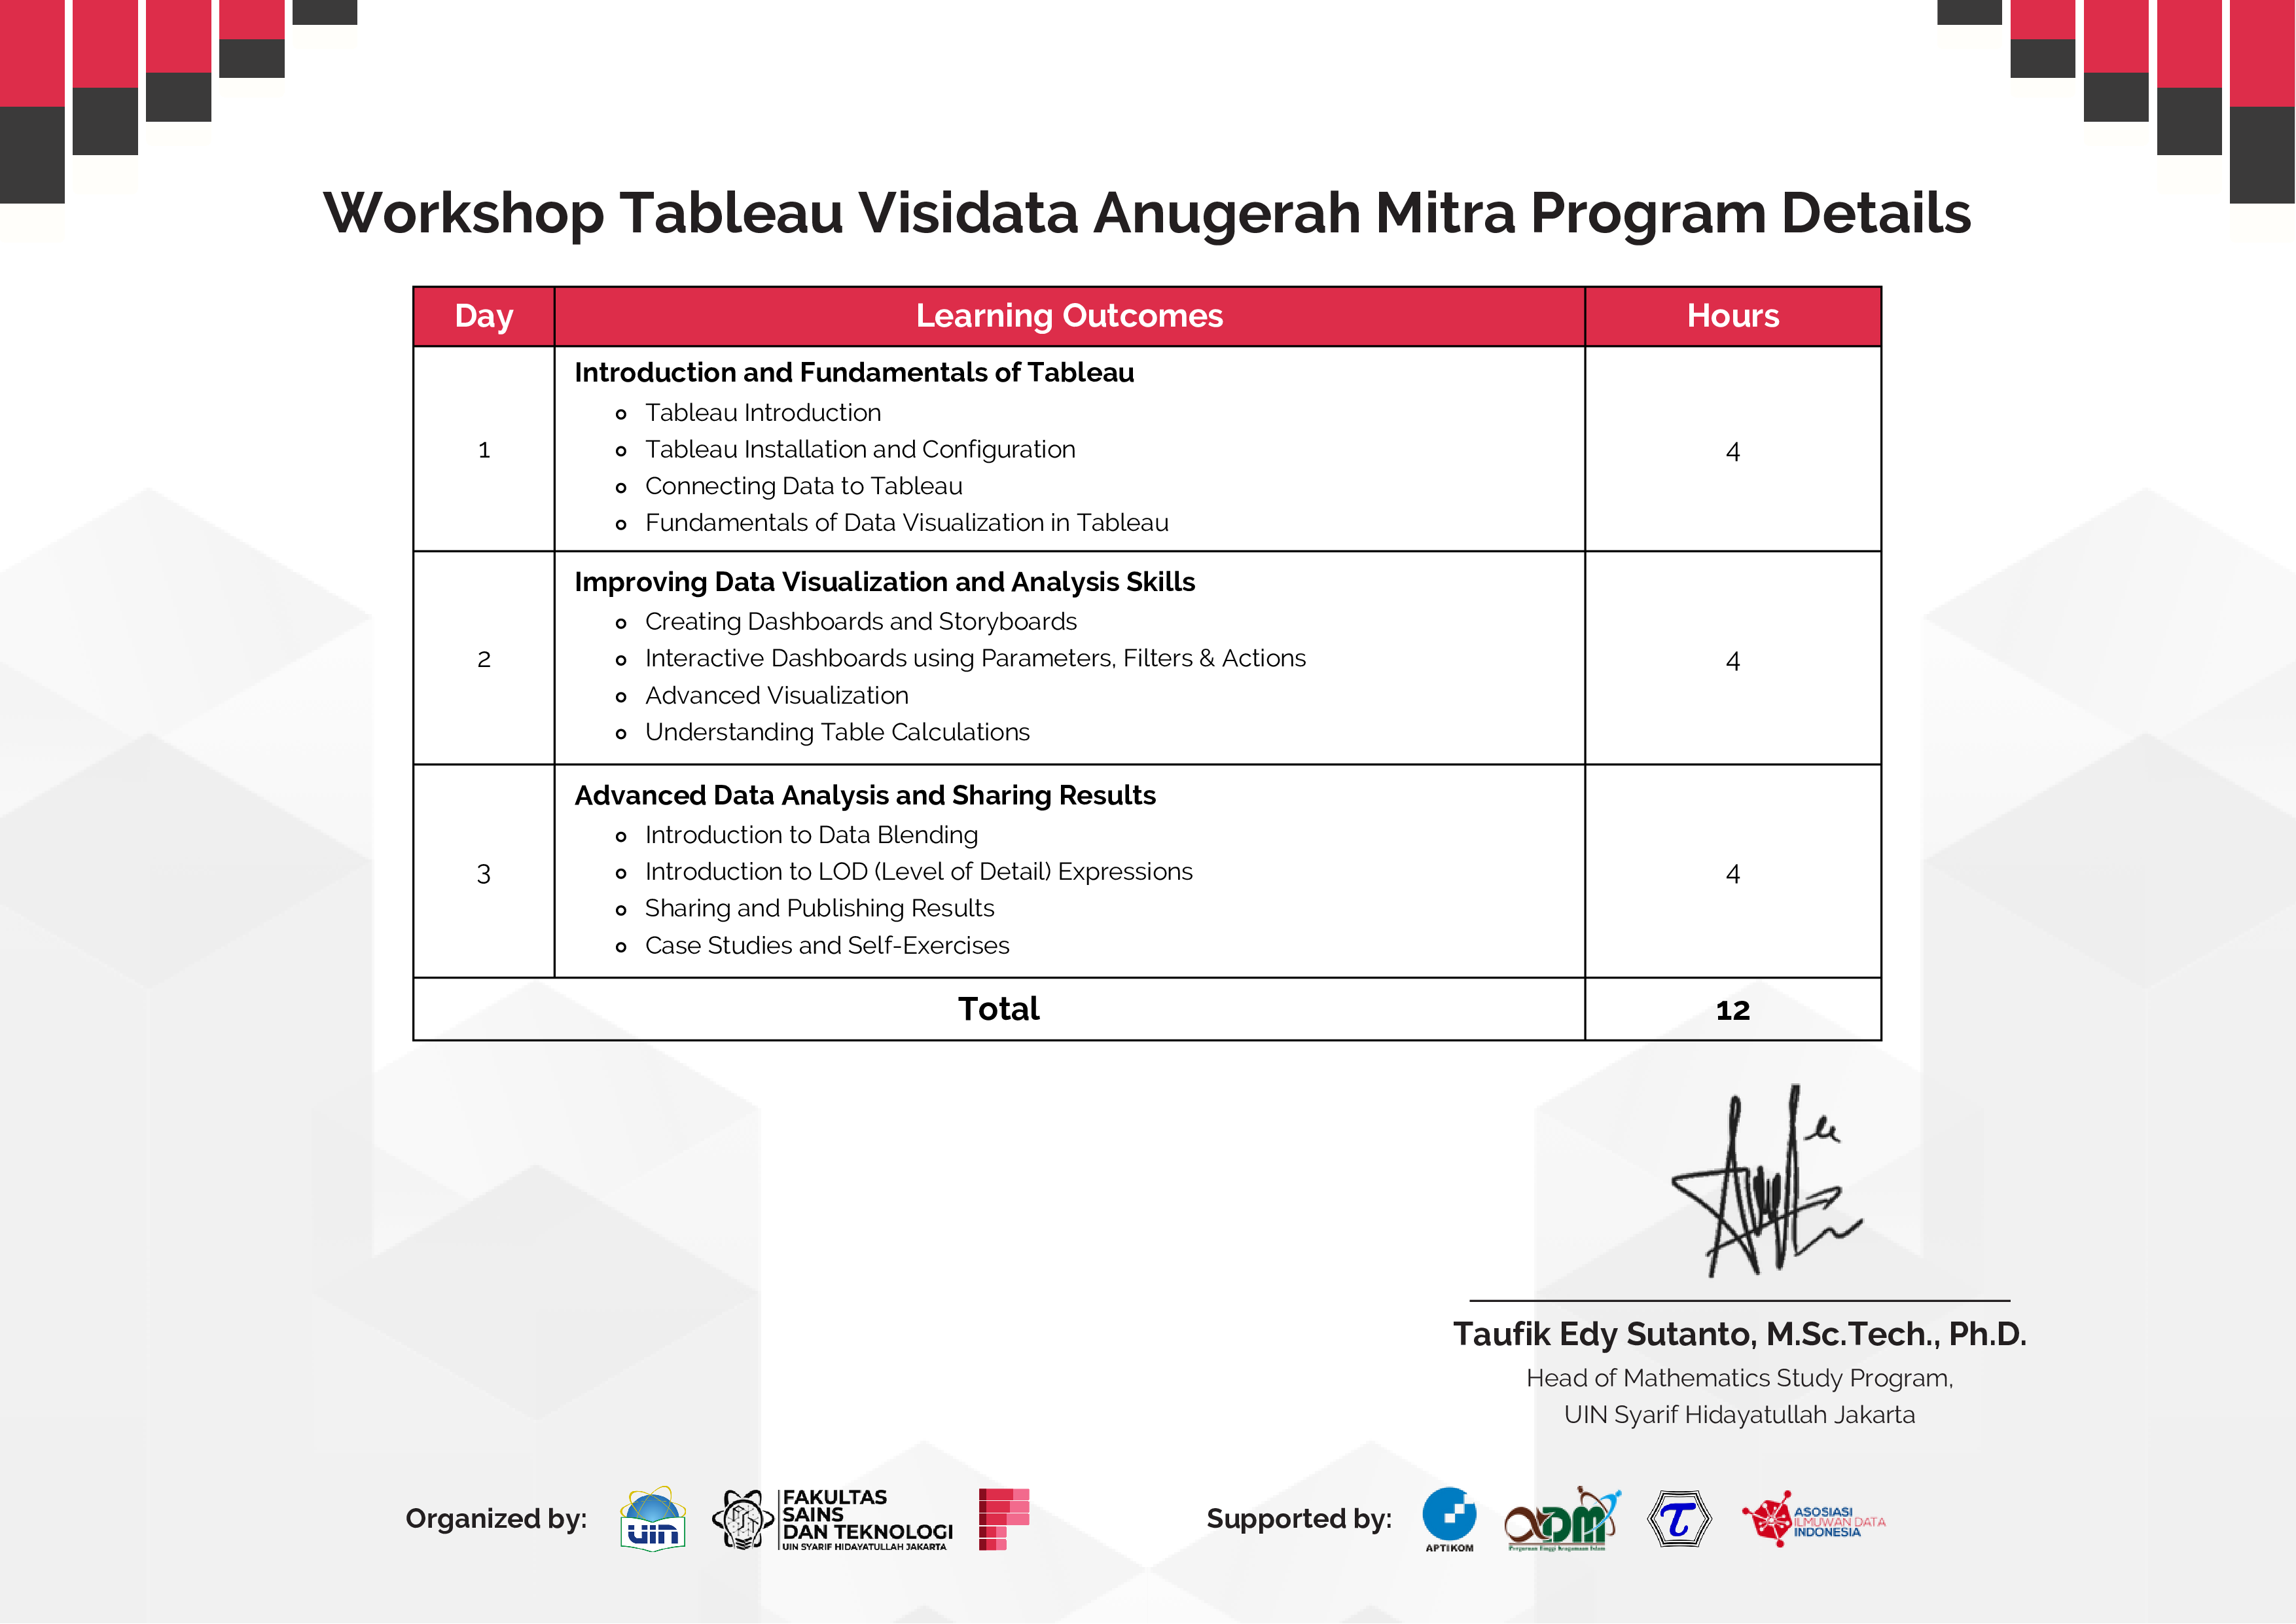 Workshop Tableau Visidata Anugerah Mitra Program Details
Day Learning Outcomes Hours
Introduction and Fundamentals of Tableau
Tableau Introduction
1 Tableau Installation and Configuration 4
Connecting Data to Tableau
Fundamentals of Data Visualization in Tableau
Improving Data Visualization and Analysis Skills
Creating Dashboards and Storyboards
2 Interactive Dashboards using Parameters, Filters & Actions 4
Advanced Visualization
Understanding Table Calculations
Advanced Data Analysis and Sharing Results
Introduction to Data Blending
3 Introduction to LOD (Level of Detail) Expressions 4
Sharing and Publishing Results
Case Studies and Self-Exercises
Total 12
Taufik Edy Sutanto, M.Sc.Tech., Ph.D.
Head of Mathematics Study Program,
UIN Syarif Hidayatullah Jakarta
Organized by:
uin
FAKULTAS
SAINS
DAN TEKNOLOGI
UIN SYARIF HIDAYATULLAH JAKARTA
Supported by:
APTIKOM
ADM
Perguruan Tinggi Keagamaan Islam
τ
ASOSIASI
ILMUWAN DATA
INDONESIA